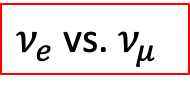 𝜈ₑ vs. 𝜈_𝜇